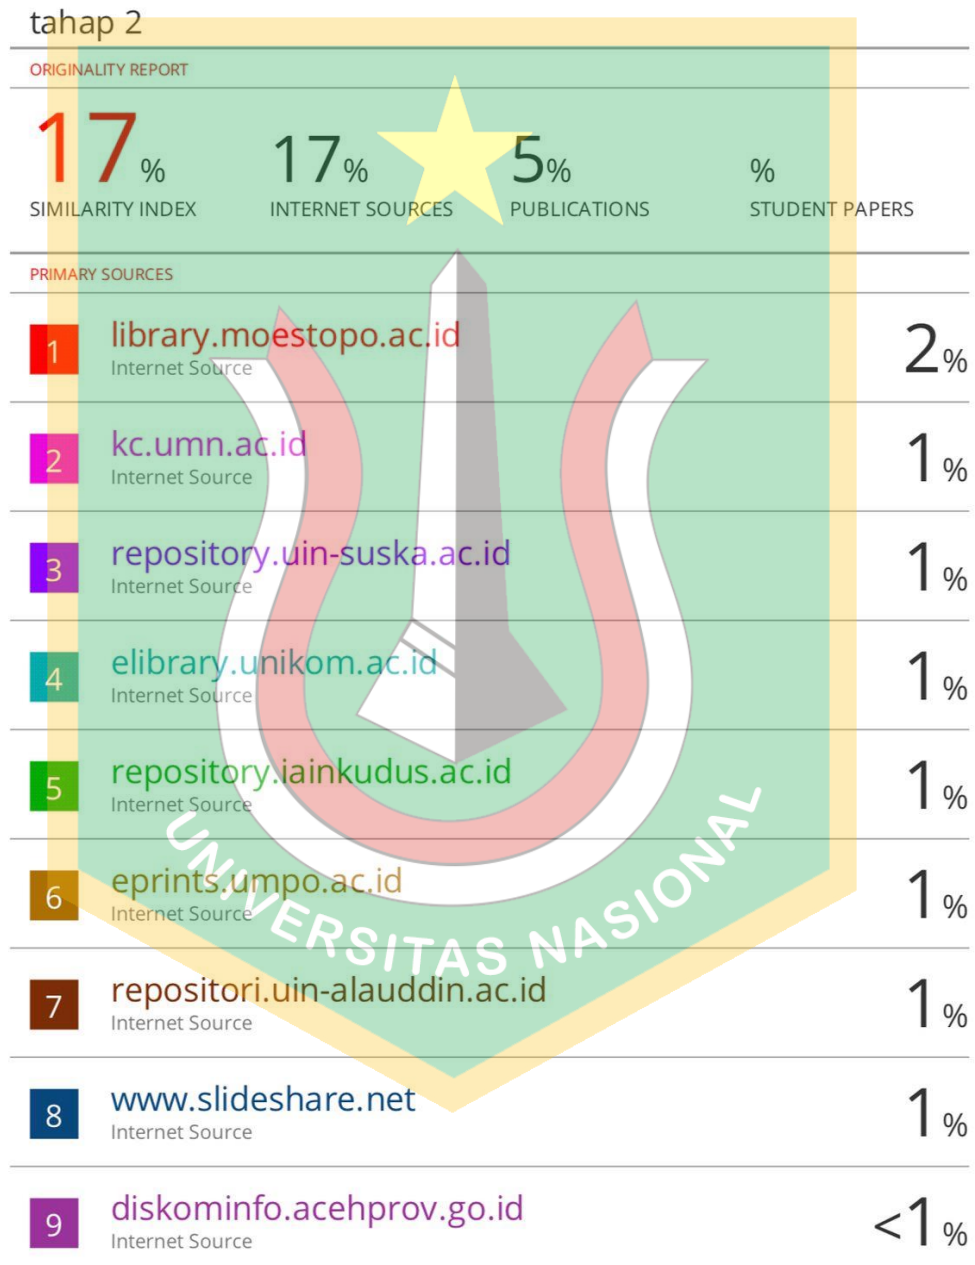 tahap 2
ORIGINALITY REPORT
17% 17% 5% %
SIMILARITY INDEX INTERNET SOURCES PUBLICATIONS STUDENT PAPERS
PRIMARY SOURCES
1 library.moestopo.ac.id 2%
Internet Source
2 kc.umn.ac.id 1%
Internet Source
3 repository.uin-suska.ac.id 1%
Internet Source
4 elibrary.unikom.ac.id 1%
Internet Source
5 repository.iainkudus.ac.id 1%
Internet Source
6 eprints.umpo.ac.id 1%
Internet Source
7 repositori.uin-alauddin.ac.id 1%
Internet Source
8 www.slideshare.net 1%
Internet Source
9 diskominfo.acehprov.go.id <1%
Internet Source
UNIVERSITAS NASIONAL